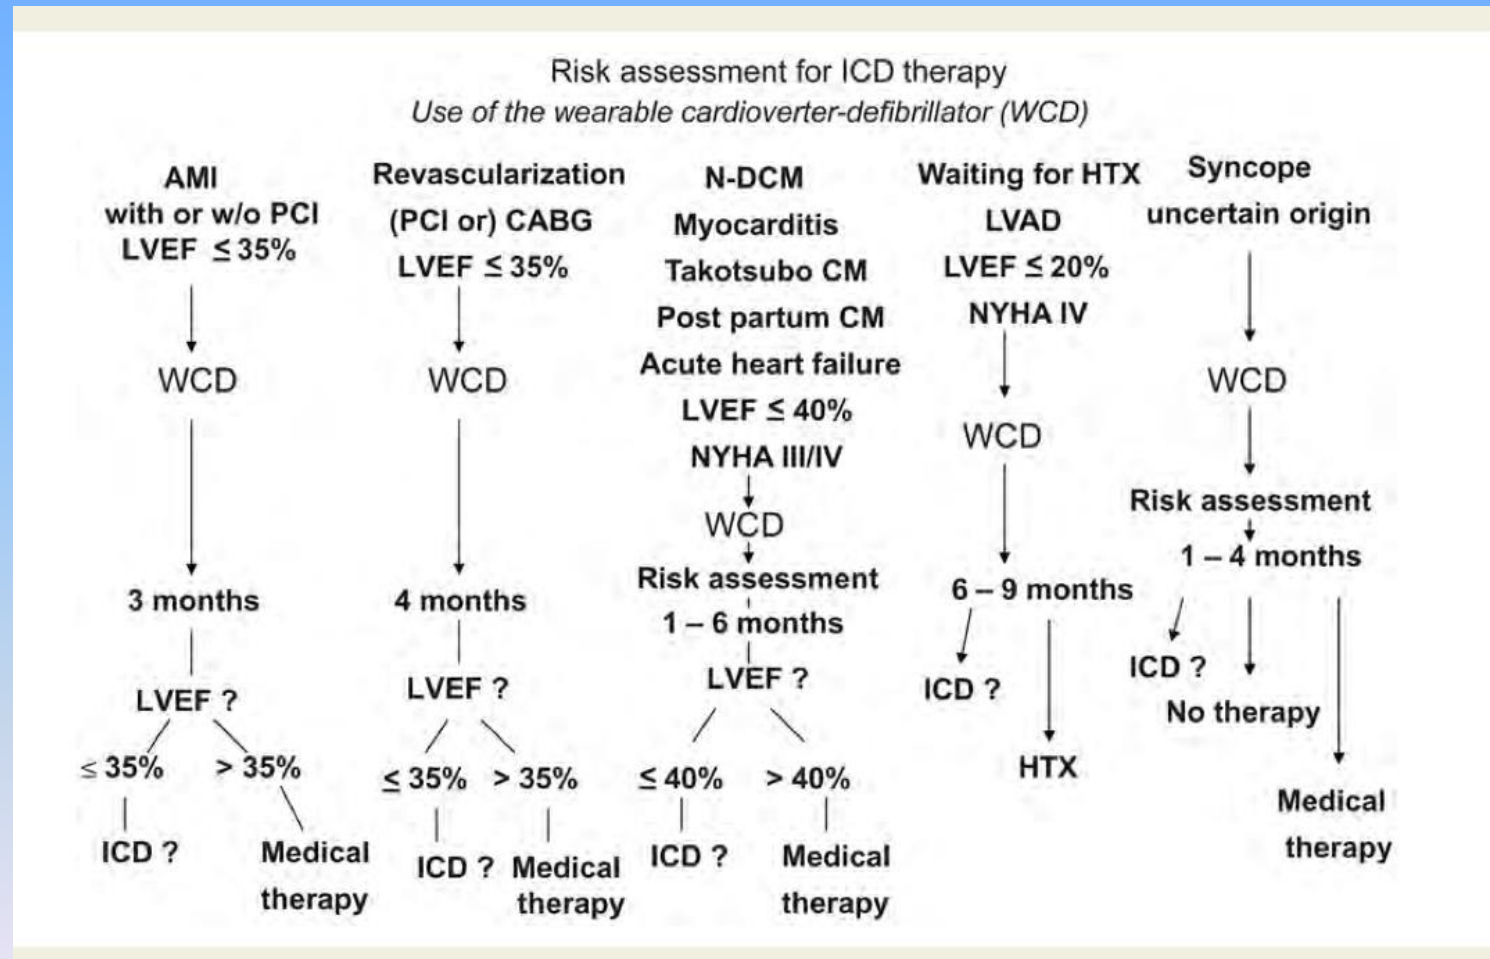 Risk assessment for ICD therapy
Use of the wearable cardioverter-defibrillator (WCD)
AMI
with or w/o PCI
LVEF ≤ 35%
WCD
3 months
LVEF ?
≤ 35%
> 35%
ICD ?
Medical
therapy
Revascularization
(PCI or) CABG
LVEF ≤ 35%
WCD
4 months
LVEF ?
≤ 35%
> 35%
ICD ?
Medical
therapy
N-DCM
Myocarditis
Takotsubo CM
Post partum CM
Acute heart failure
LVEF ≤ 40%
NYHA III/IV
WCD
Risk assessment
1 – 6 months
LVEF ?
≤ 40%
> 40%
ICD ?
Medical
therapy
Waiting for HTX
LVAD
LVEF ≤ 20%
NYHA IV
WCD
6 – 9 months
ICD ?
HTX
Syncope
uncertain origin
WCD
Risk assessment
1 – 4 months
ICD ?
No therapy
Medical
therapy